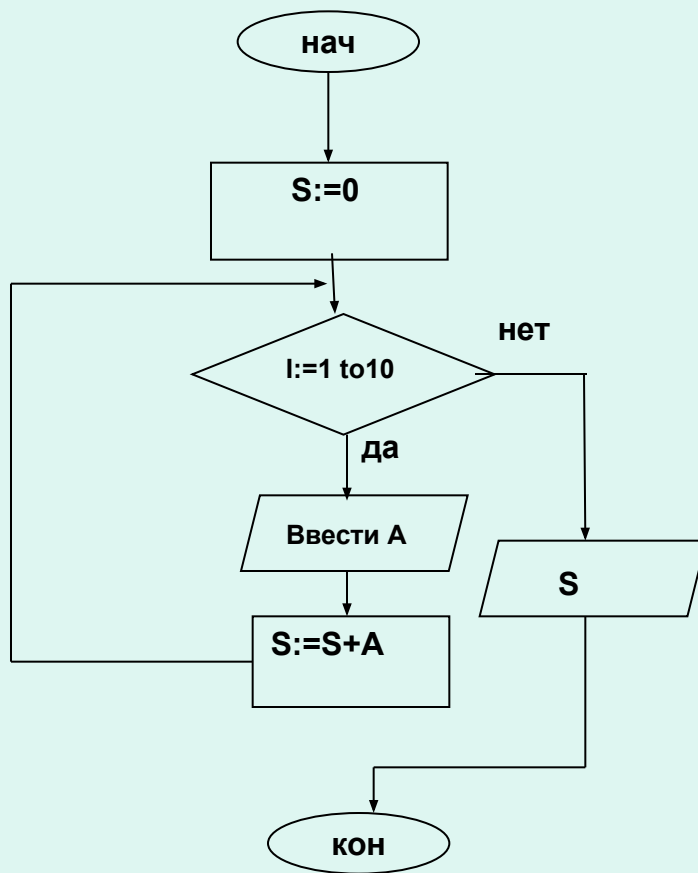 нач
S:=0
I:=1 to10
нет
да
Ввести А
S
S:=S+A
кон